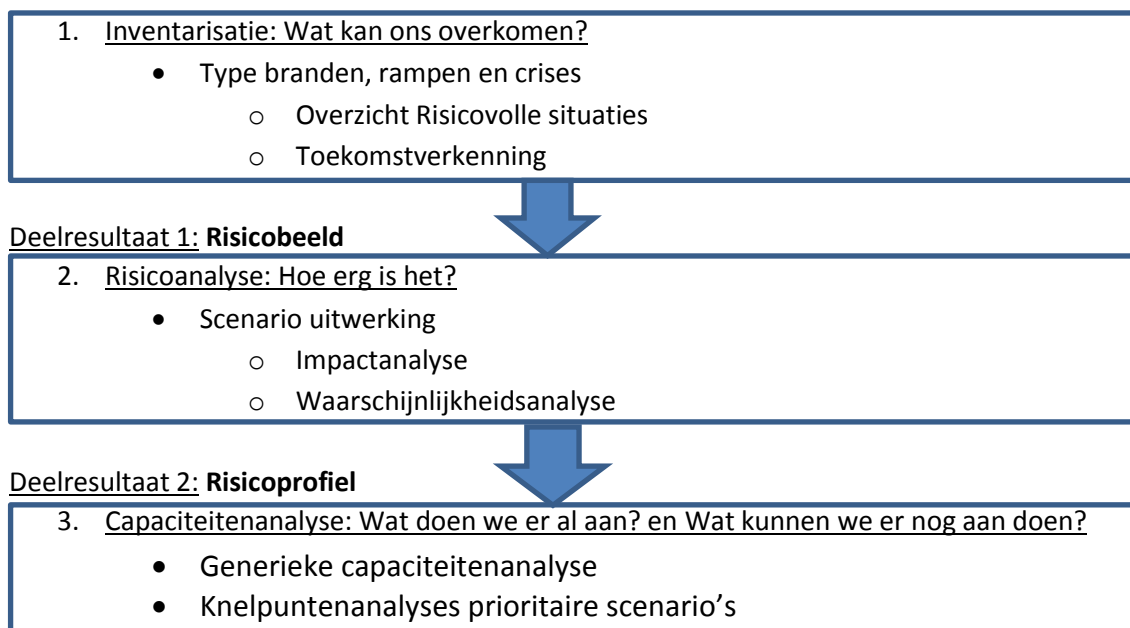 1. Inventarisatie: Wat kan ons overkomen?
• Type branden, rampen en crises
o Overzicht Risicovolle situaties
o Toekomstverkenning
Deelresultaat 1: Risicobeeld
2. Risicoanalyse: Hoe erg is het?
• Scenario uitwerking
o Impactanalyse
o Waarschijnlijkheidsanalyse
Deelresultaat 2: Risicoprofiel
3. Capaciteitenanalyse: Wat doen we er al aan? en Wat kunnen we er nog aan doen?
• Generieke capaciteitenanalyse
• Knelpuntenanalyses prioritaire scenario’s